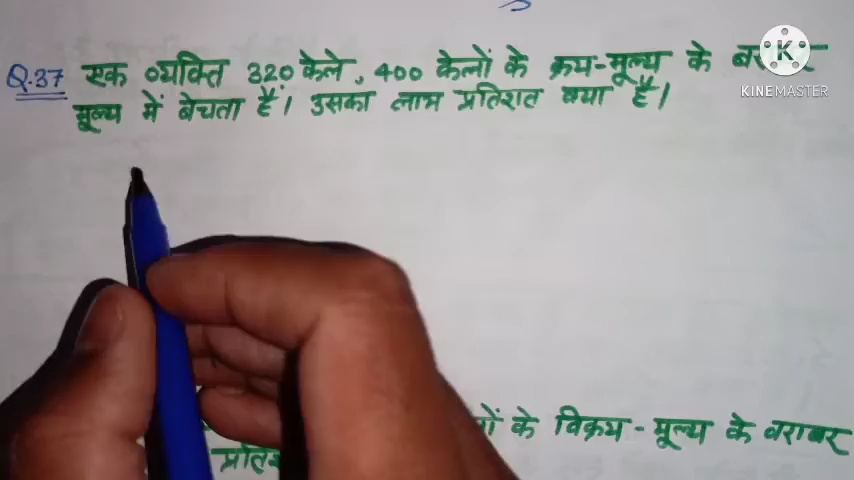 Q.37 एक व्यक्ति 320 केले, 400 केलों के क्रय-मूल्य के
मूल्य में बेचता है। उसका लाभ प्रतिशत क्या है।
K
KINEMASTER
के विक्रय-मूल्य के बराबर